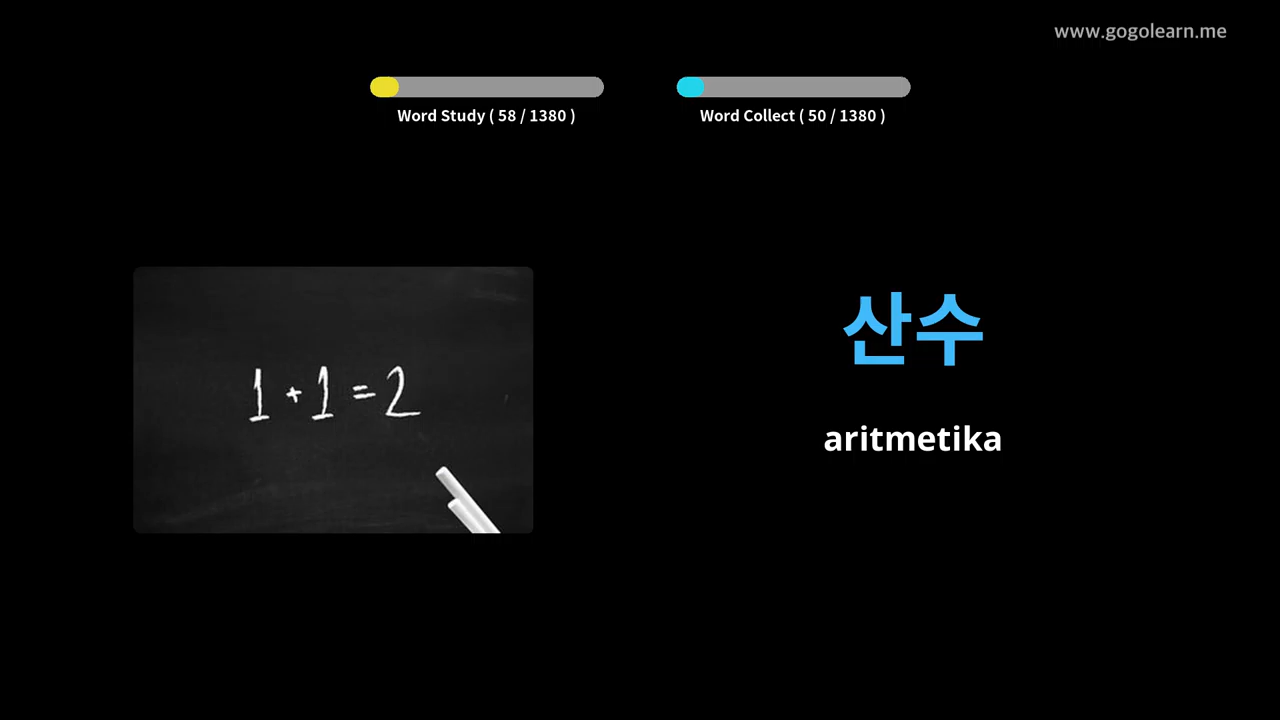 www.gogolearn.me
Word Study ( 58 / 1380 )
Word Collect ( 50 / 1380 )
1 + 1 = 2
산수
aritmetika